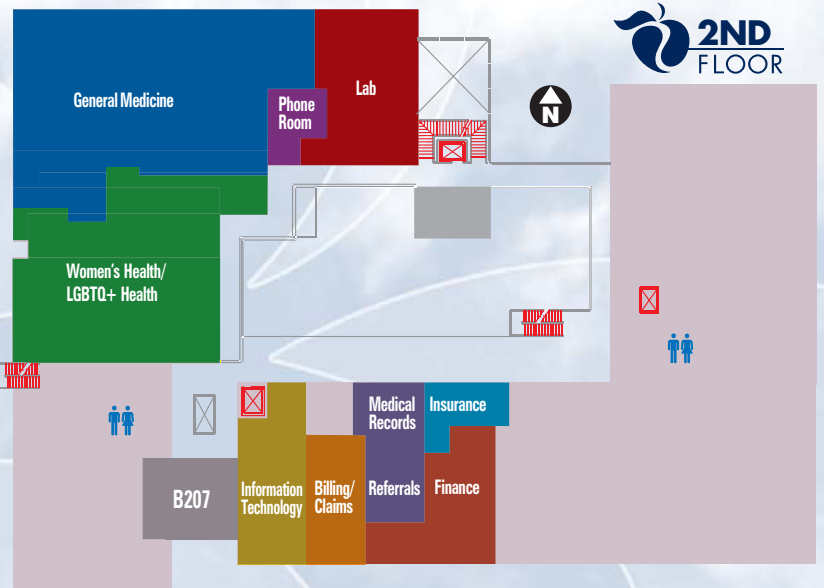 2ND
FLOOR
General Medicine
Phone
Room
Lab
N
Women's Health/
LGBTQ+ Health
Medical
Records
Insurance
B207
Information
Technology
Billing/
Claims
Referrals
Finance